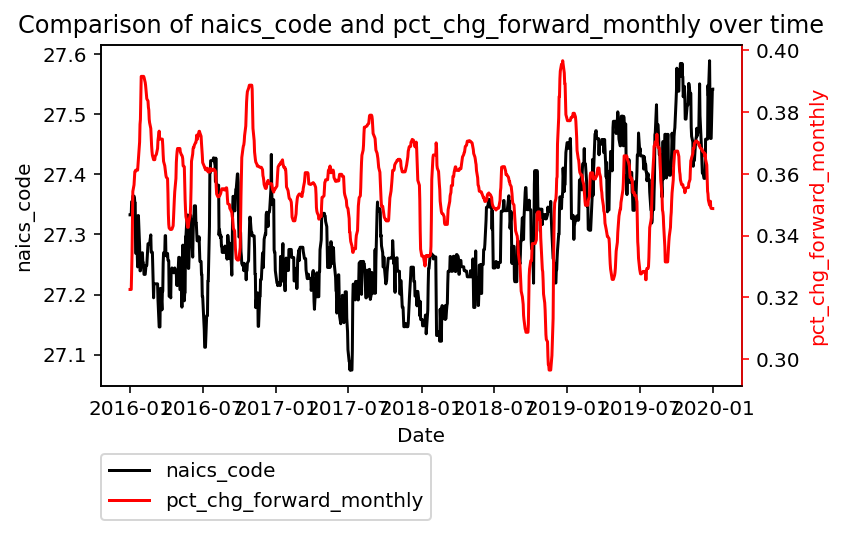 Comparison of naics_code and pct_chg_forward_monthly over time
27.6
27.5
27.4
27.3
27.2
27.1
naics_code
0.40
0.38
0.36
0.34
0.32
0.30
pct_chg_forward_monthly
2016-01 2016-07 2017-01 2017-07 2018-01 2018-07 2019-01 2019-07 2020-01
Date
naics_code
pct_chg_forward_monthly